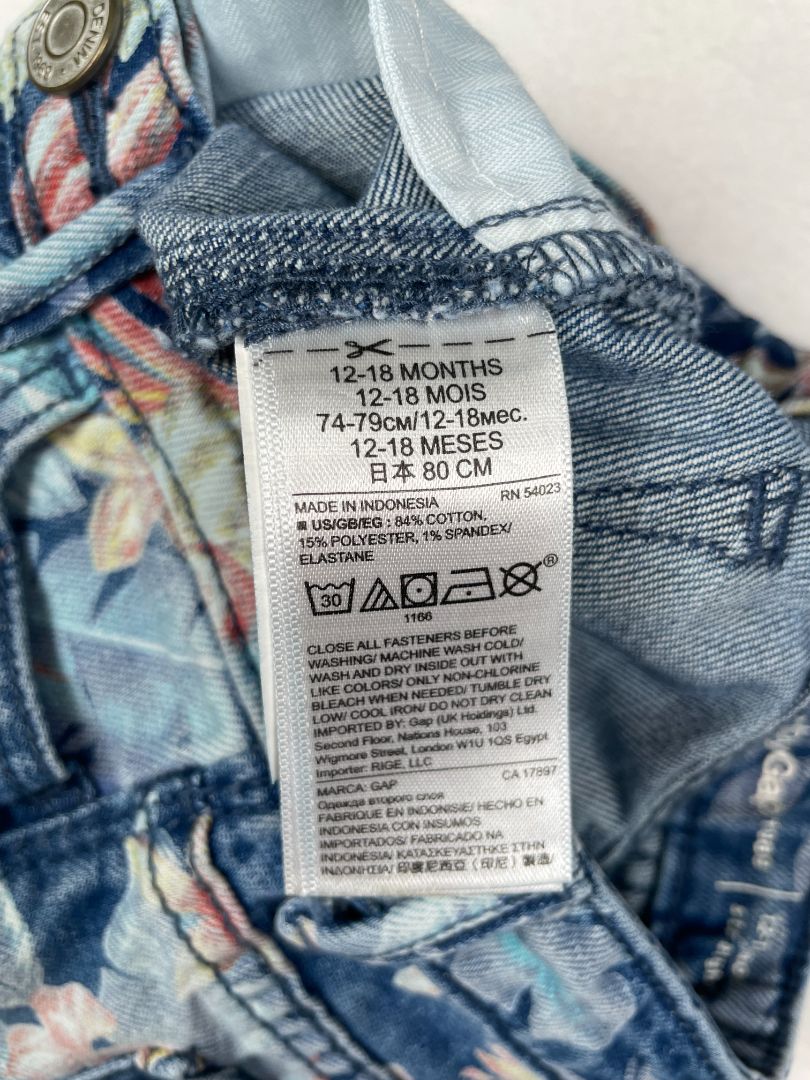 DENIM
12-18 MONTHS
12-18 MOIS
74-79см/12-18мес.
12-18 MESES
日本 80 CM
MADE IN INDONESIA RN 54023
US/GB/EG : 84% COTTON,
15% POLYESTER, 1% SPANDEX/
ELASTANE
30
®
1166
CLOSE ALL FASTENERS BEFORE
WASHING/ MACHINE WASH COLD/
WASH AND DRY INSIDE OUT WITH
LIKE COLORS/ ONLY NON-CHLORINE
BLEACH WHEN NEEDED/ TUMBLE DRY
LOW/ COOL IRON/ DO NOT DRY CLEAN
IMPORTED BY: Gap (UK Holdings) Ltd.
Second Floor, Nations House, 103
Wigmore Street, London W1U 1QS Egypt
Importer: RIGE, LLC
MARCA: GAP CA 17897
Одежда второго слоя
FABRIQUE EN INDONESIE/ HECHO EN
INDONESIA CON INSUMOS
IMPORTADOS/ FABRICADO NA
INDONESIA/ ΚΑΤΑΣΚΕΥΑΣΤΗΚΕ ΣΤΗΝ
ΙΝΔΟΝΗΣΙΑ/ 印度尼西亞 (印尼) 製造/